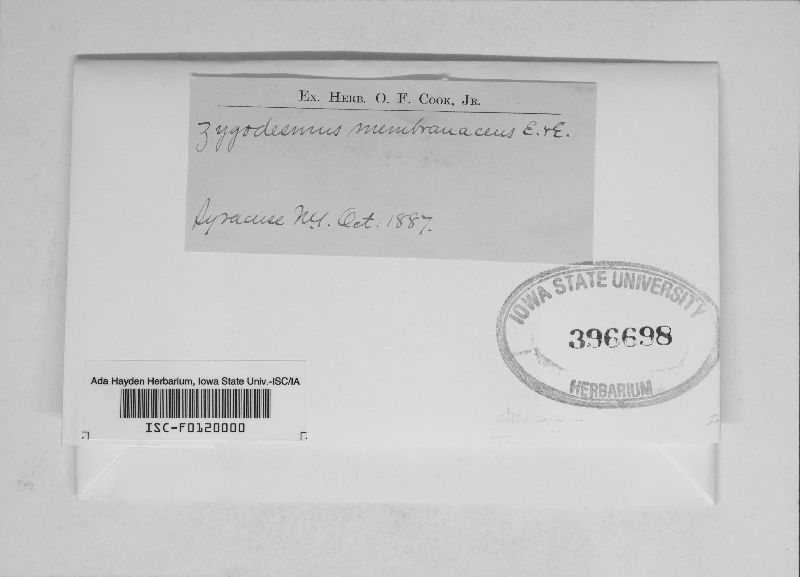 Ex. Herb. O. F. Cook, Jr.
Zygodesmus membranaceus E. & E.
Syracuse N.Y. Oct. 1887.
IOWA STATE UNIVERSITY
396698
HERBARIUM
Ada Hayden Herbarium, Iowa State Univ.-ISC/IA
ISC-F0120000